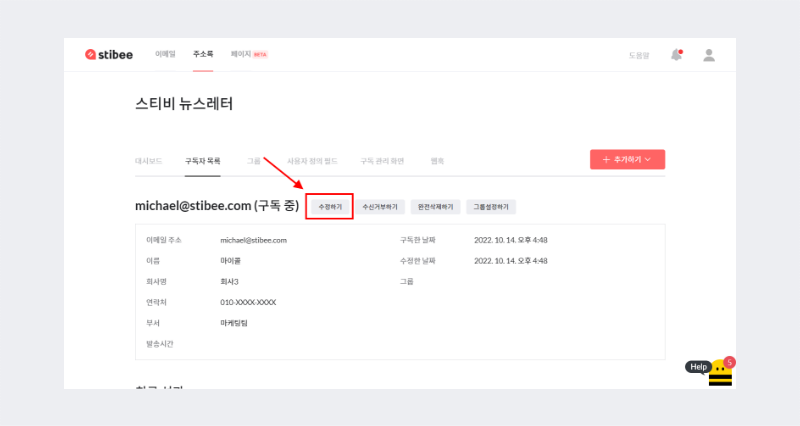 stibee 이메일 주소록 페이지 BETA 도움말
스티비 뉴스레터
대시보드 구독자 목록 그룹 사용자 정의 필드 구독 관리 화면 웹훅 + 추가하기
michael@stibee.com (구독 중) 수정하기 수신거부하기 완전삭제하기 그룹설정하기
이메일 주소 michael@stibee.com 구독한 날짜 2022. 10. 14. 오후 4:48
이름 마이클 수정한 날짜 2022. 10. 14. 오후 4:48
회사명 회사3 그룹
연락처 010-XXXX-XXXX
부서 마케팅팀
발송시간
Help 5